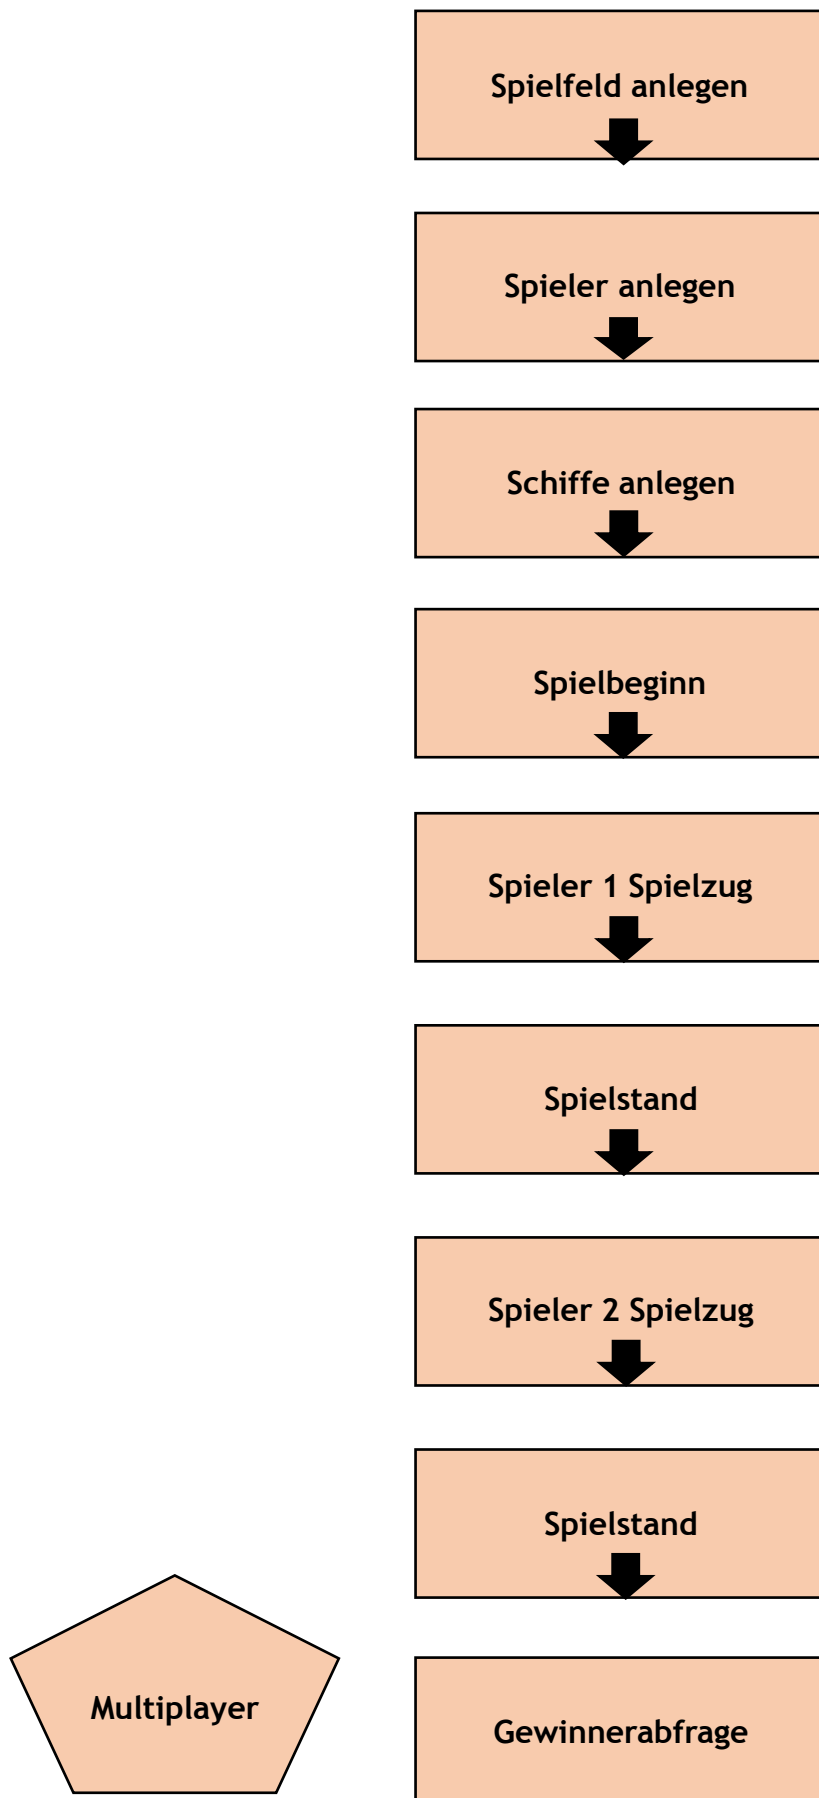 Spielfeld anlegen
Spieler anlegen
Schiffe anlegen
Spielbeginn
Spieler 1 Spielzug
Spielstand
Spieler 2 Spielzug
Spielstand
Multiplayer
Gewinnerabfrage